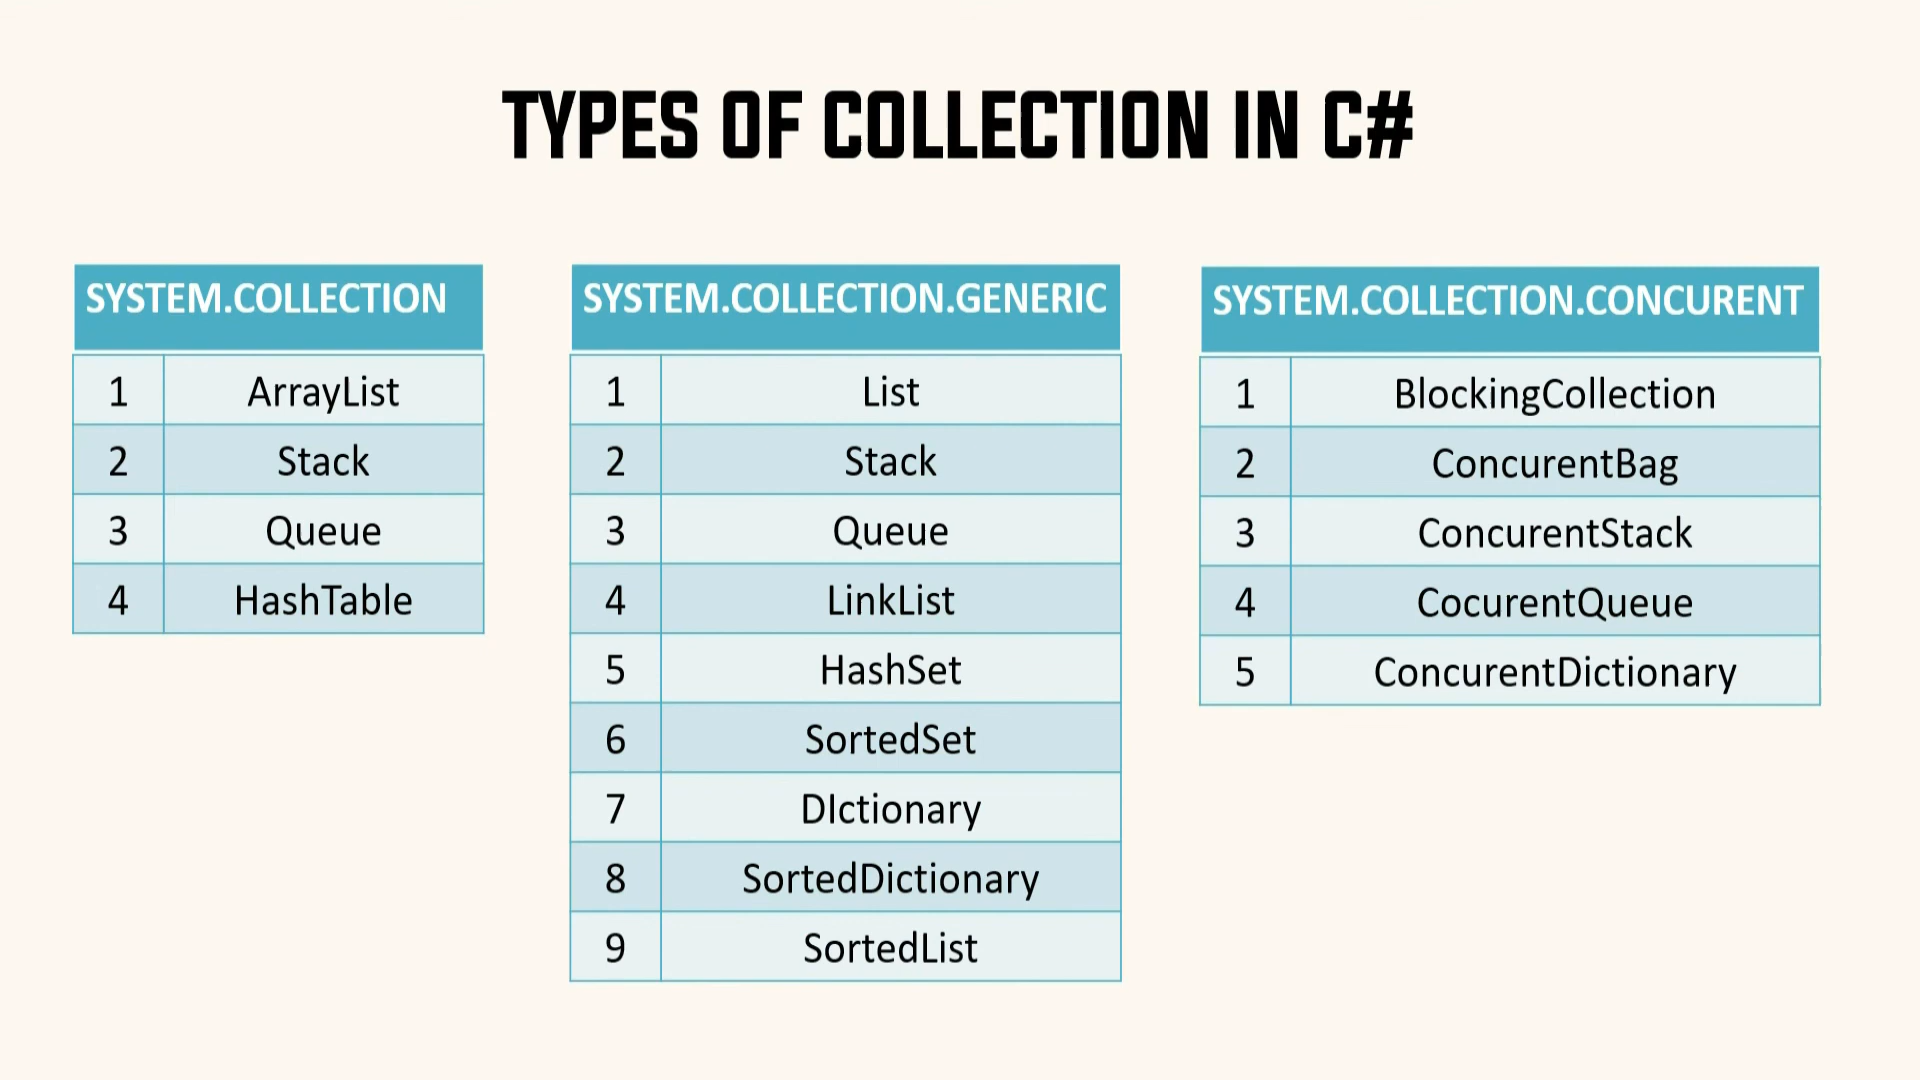 TYPES OF COLLECTION IN C#
SYSTEM.COLLECTION
1 ArrayList
2 Stack
3 Queue
4 HashTable
SYSTEM.COLLECTION.GENERIC
1 List
2 Stack
3 Queue
4 LinkList
5 HashSet
6 SortedSet
7 DIctionary
8 SortedDictionary
9 SortedList
SYSTEM.COLLECTION.CONCURENT
1 BlockingCollection
2 ConcurentBag
3 ConcurentStack
4 CocurentQueue
5 ConcurentDictionary